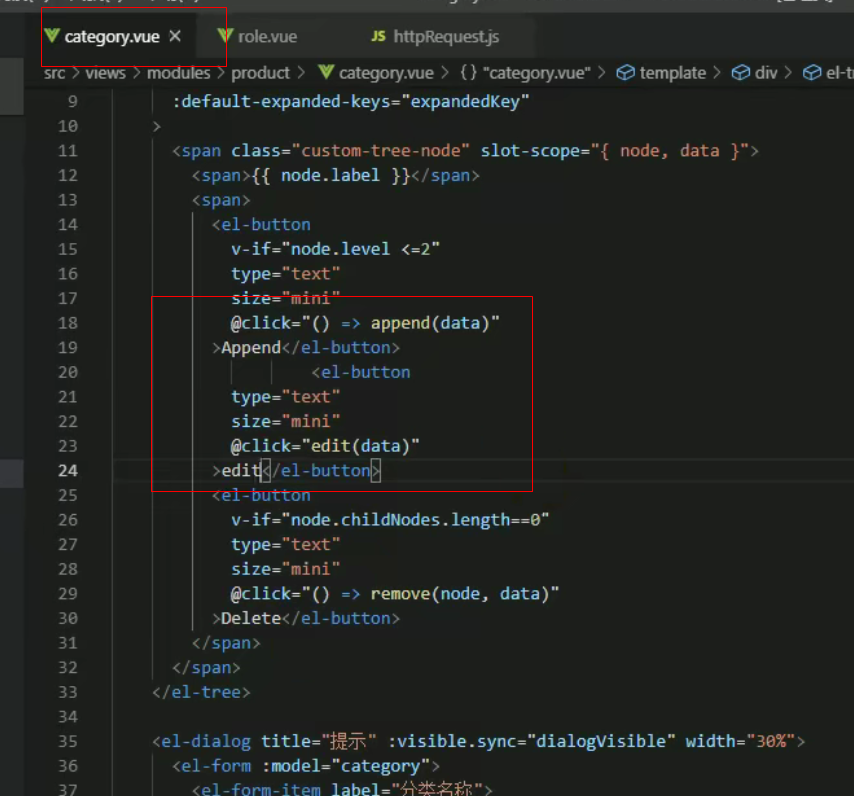 category.vue × role.vue JS httpRequest.js
src > views > modules > product > category.vue > {} "category.vue" > template > div > el-t
9 :default-expanded-keys="expandedKey"
10 >
11 <span class="custom-tree-node" slot-scope="{ node, data }">
12 <span>{{ node.label }}</span>
13 <span>
14 <el-button
15 v-if="node.level <=2"
16 type="text"
17 size="mini"
18 @click="() => append(data)"
19 >Append</el-button>
20 <el-button
21 type="text"
22 size="mini"
23 @click="edit(data)"
24 >edit</el-button>
25 <el-button
26 v-if="node.childNodes.length==0"
27 type="text"
28 size="mini"
29 @click="() => remove(node, data)"
30 >Delete</el-button>
31 </span>
32 </span>
33 </el-tree>
34
35 <el-dialog title="提示" :visible.sync="dialogVisible" width="30%">
36 <el-form :model="category">
37 <el-form-item label="分类名称">